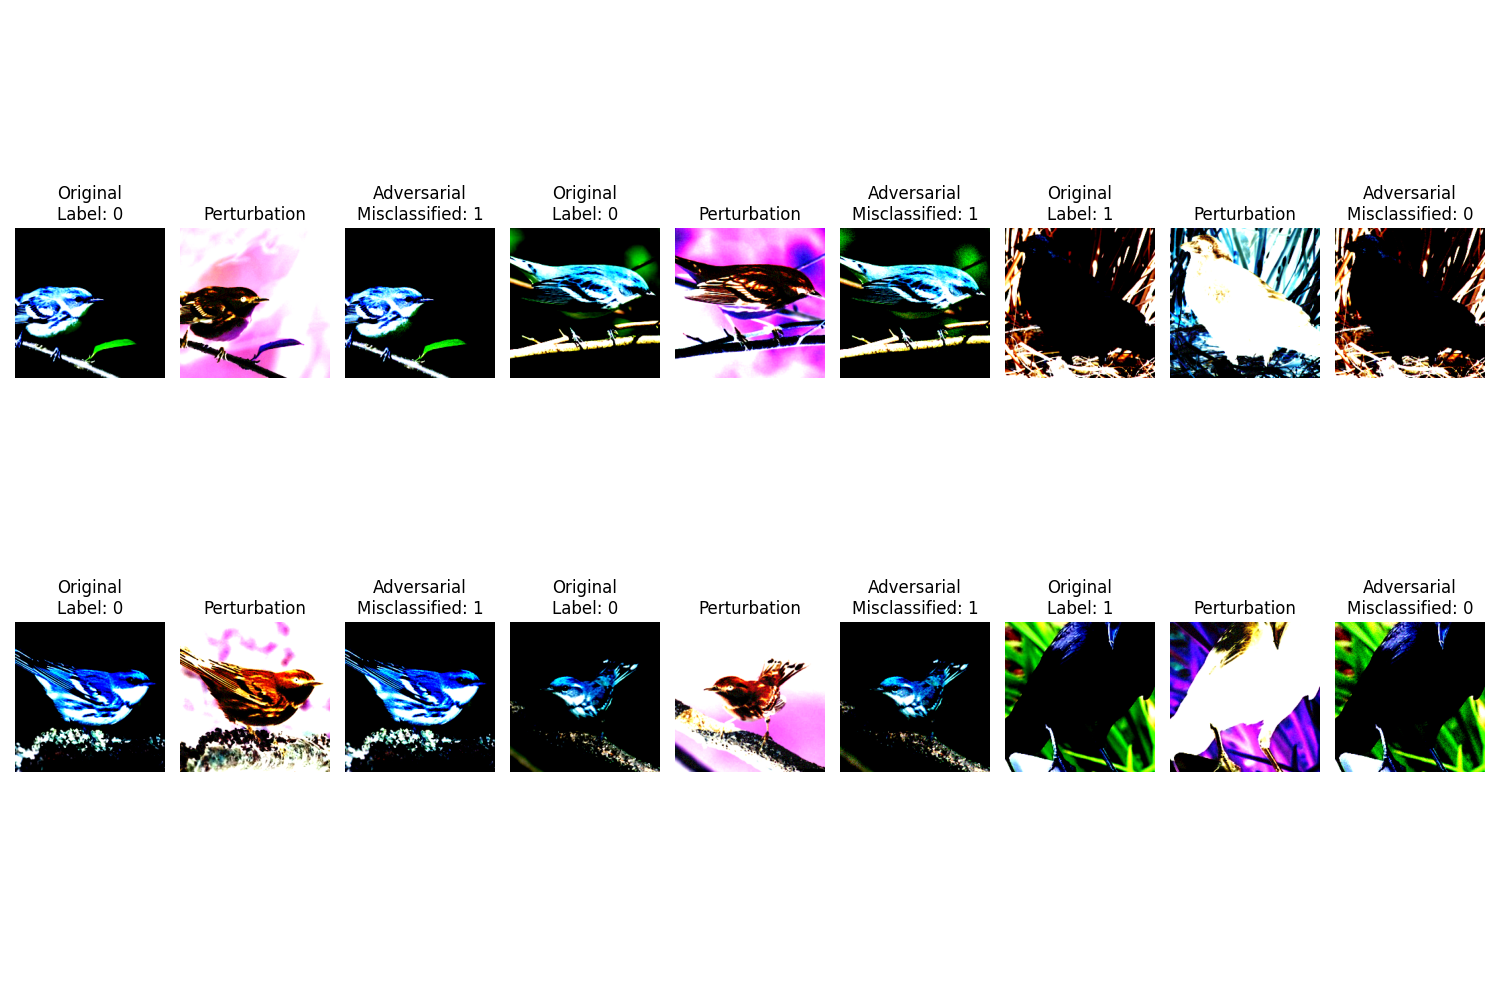 Original
Label: 0
Perturbation
Adversarial
Misclassified: 1
Original
Label: 0
Perturbation
Adversarial
Misclassified: 1
Original
Label: 1
Perturbation
Adversarial
Misclassified: 0
Original
Label: 0
Perturbation
Adversarial
Misclassified: 1
Original
Label: 0
Perturbation
Adversarial
Misclassified: 1
Original
Label: 1
Perturbation
Adversarial
Misclassified: 0